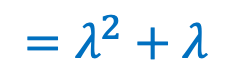 = λ² + λ